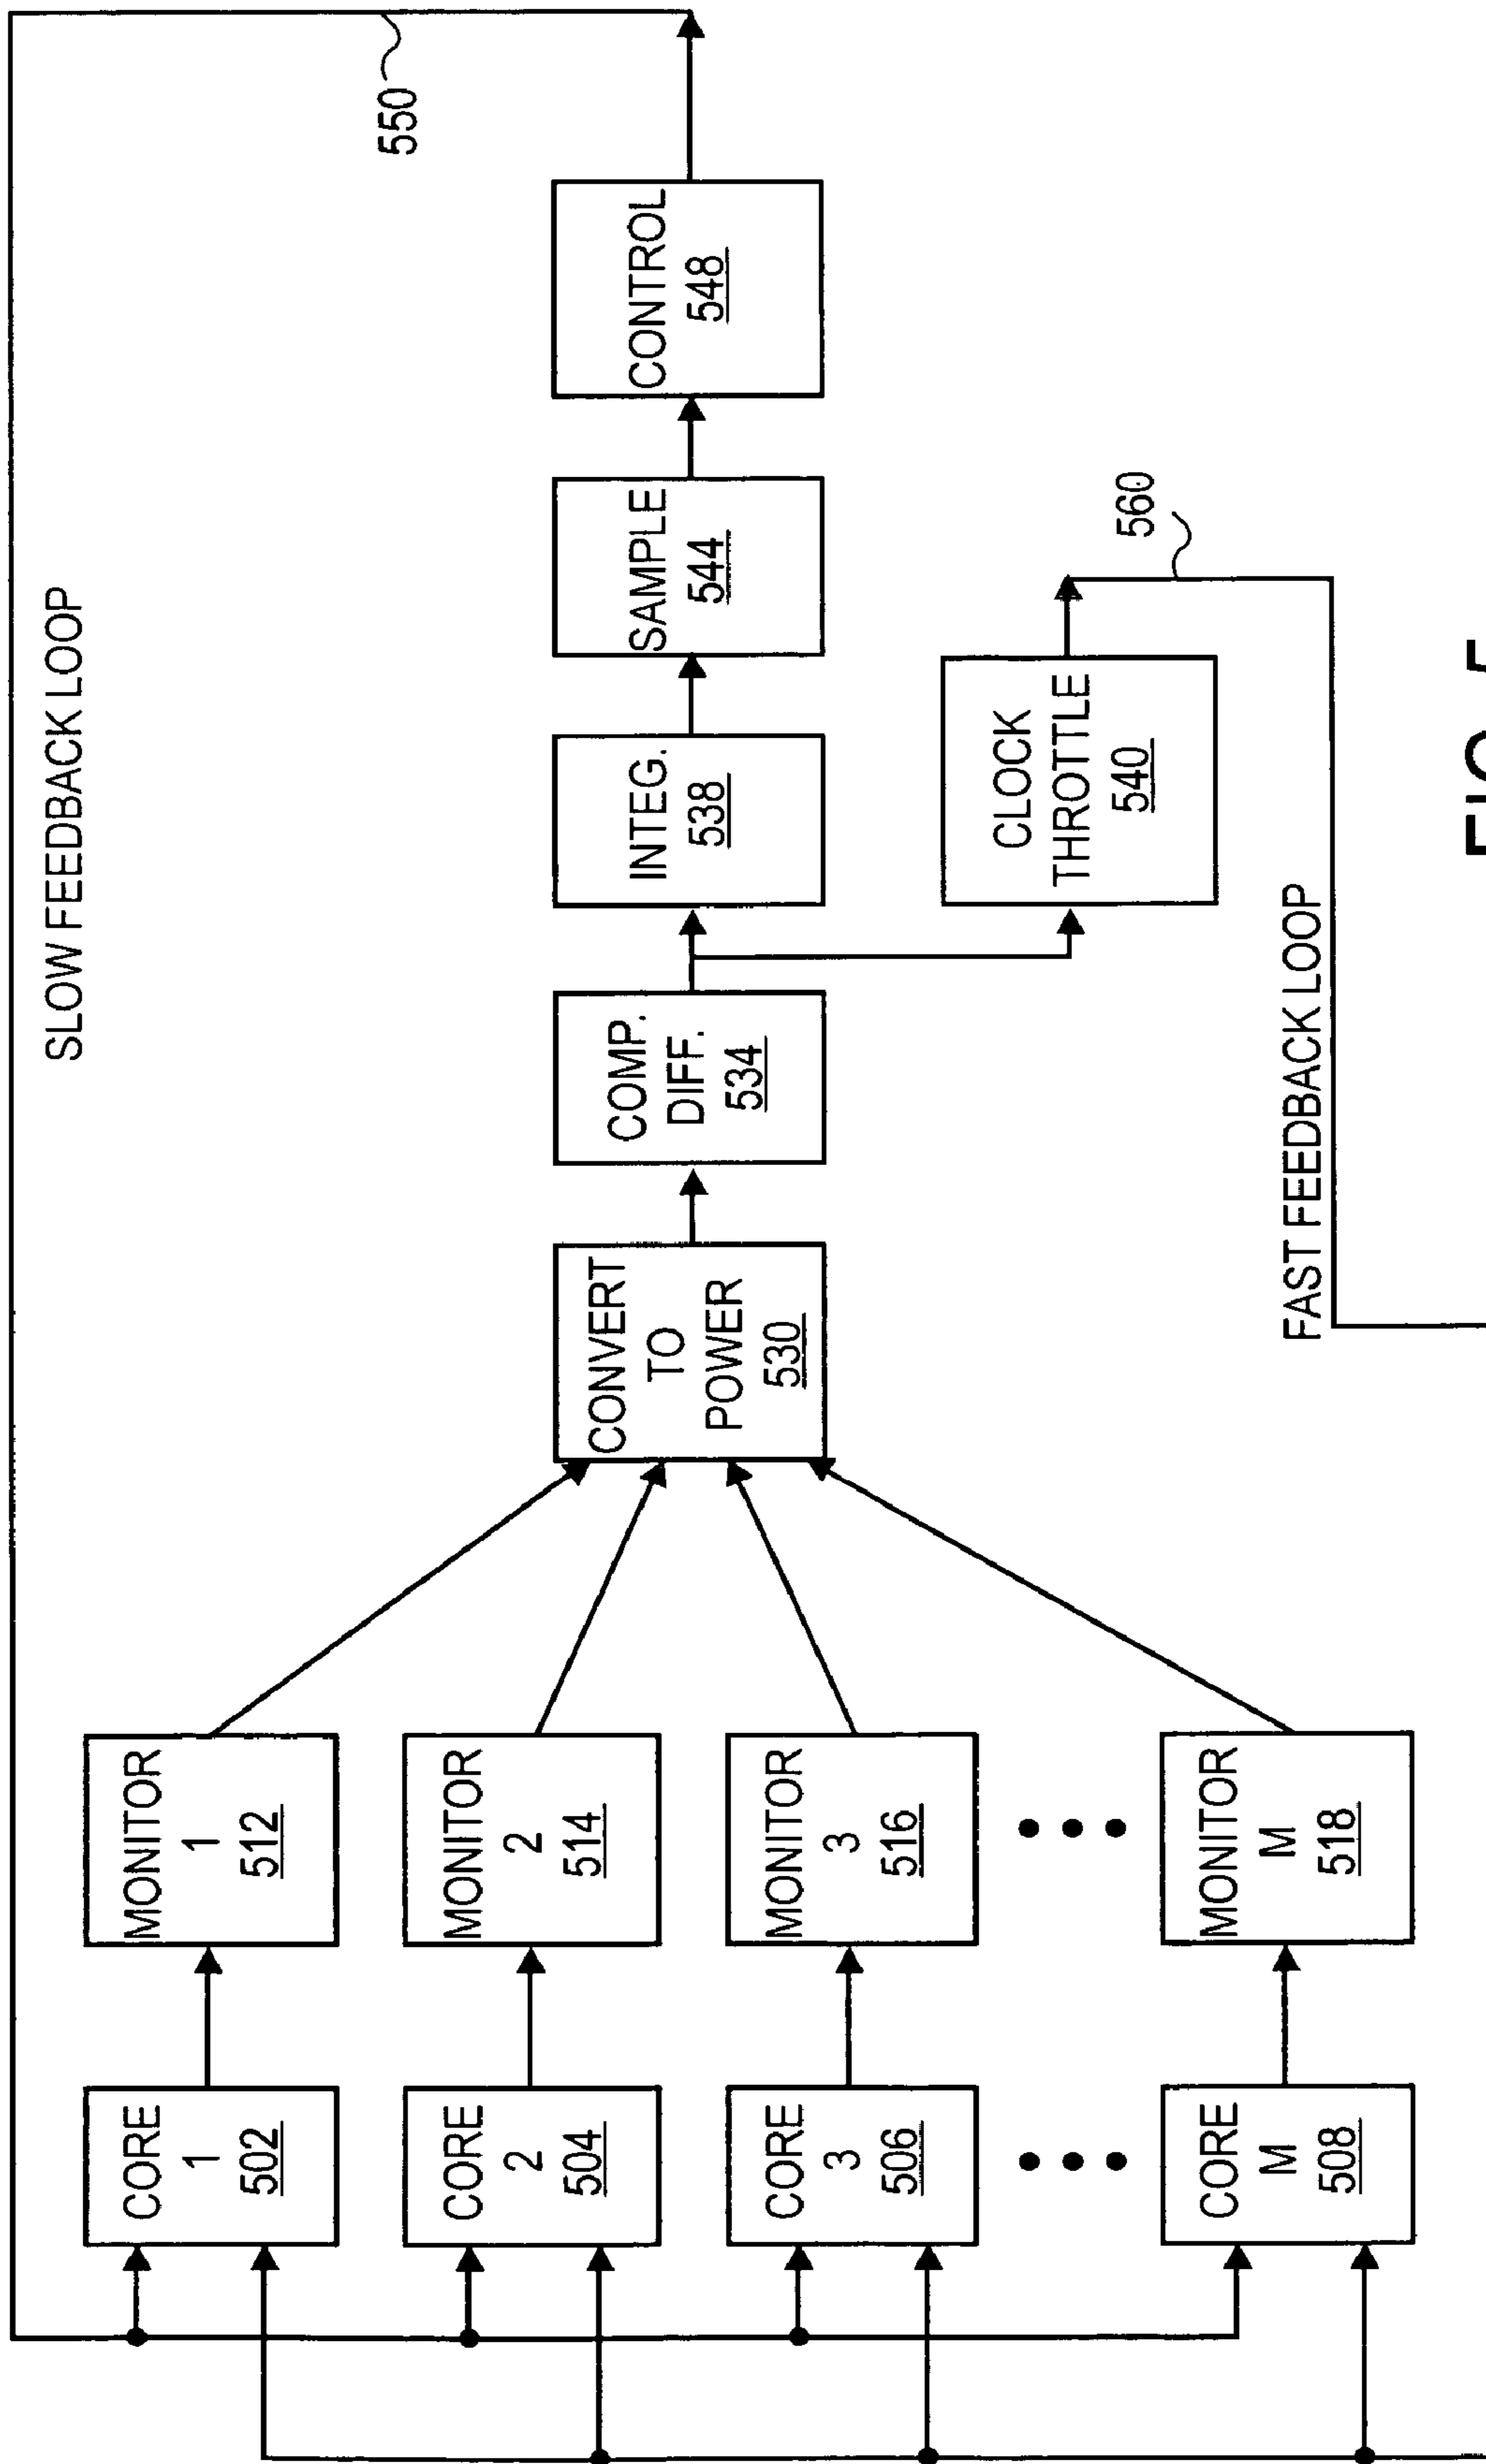 SLOW FEEDBACK LOOP
550
CORE
1
502
MONITOR
1
512
CORE
2
504
MONITOR
2
514
CORE
3
506
MONITOR
3
516
CORE
M
508
MONITOR
M
518
CONVERT
TO
POWER
530
COMP.
DIFF.
534
INTEG.
538
SAMPLE
544
CONTROL
548
CLOCK
THROTTLE
540
560
FAST FEEDBACK LOOP